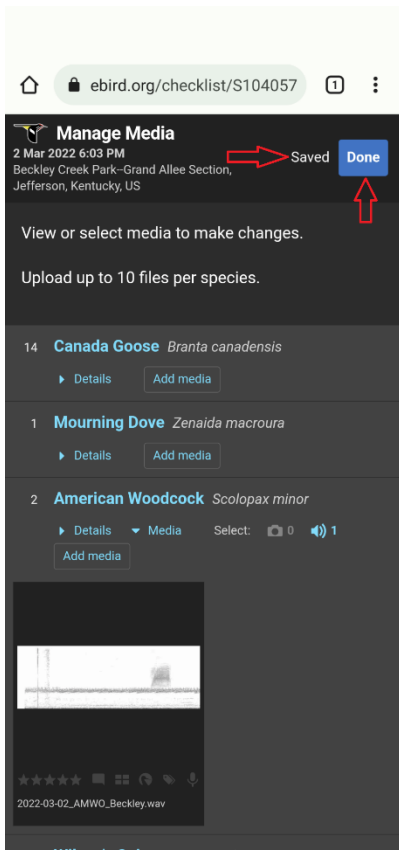 ebird.org/checklist/S104057 1
Manage Media
2 Mar 2022 6:03 PM
Beckley Creek Park--Grand Allee Section,
Jefferson, Kentucky, US
Saved Done
View or select media to make changes.
Upload up to 10 files per species.
14 Canada Goose Branta canadensis
Details Add media
1 Mourning Dove Zenaida macroura
Details Add media
2 American Woodcock Scolopax minor
Details Media Select: 0 1
Add media
2022-03-02_AMWO_Beckley.wav